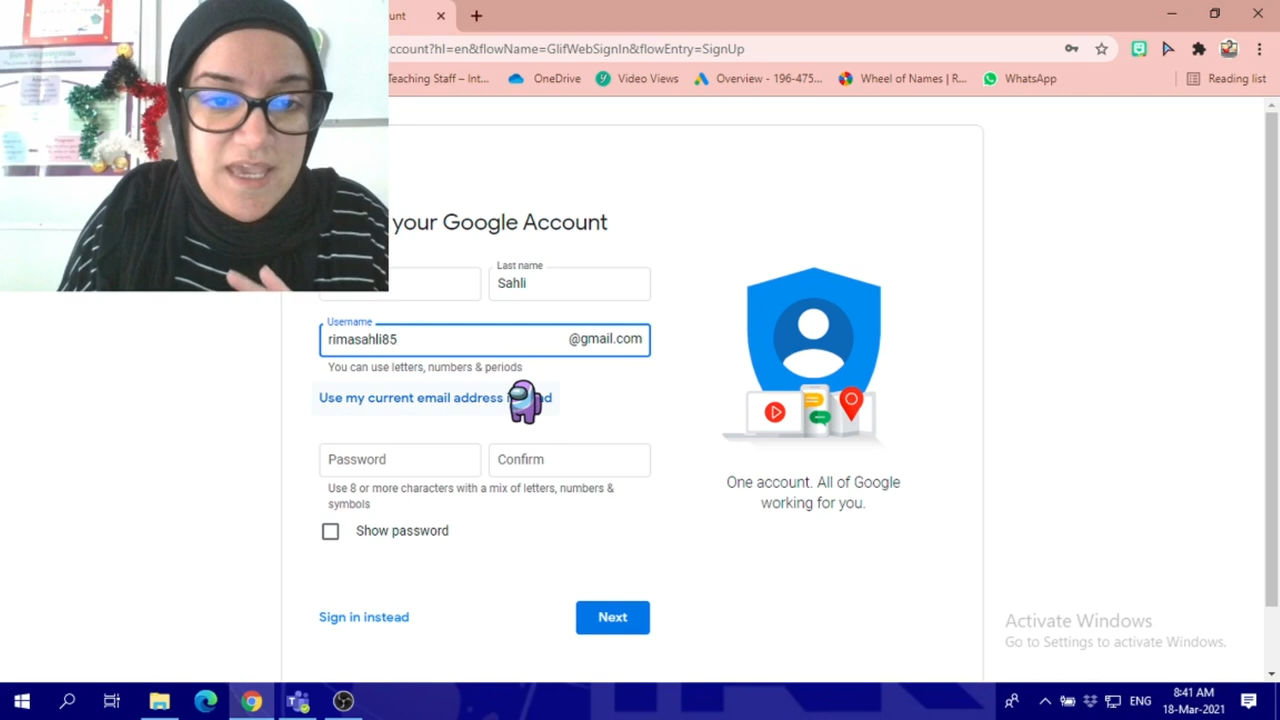 ount
ccount?hl=en&flowName=GlifWebSignIn&flowEntry=SignUp
Teaching Staff – Int... OneDrive Video Views Overview - 196-475... Wheel of Names | R... WhatsApp Reading list
your Google Account
Last name
Sahli
Username
rimasahli85 @gmail.com
You can use letters, numbers & periods
Use my current email address
Password Confirm
Use 8 or more characters with a mix of letters, numbers &
symbols
Show password
Sign in instead Next
One account. All of Google
working for you.
Activate Windows
Go to Settings to activate Windows.
ENG
8:41 AM
18-Mar-2021